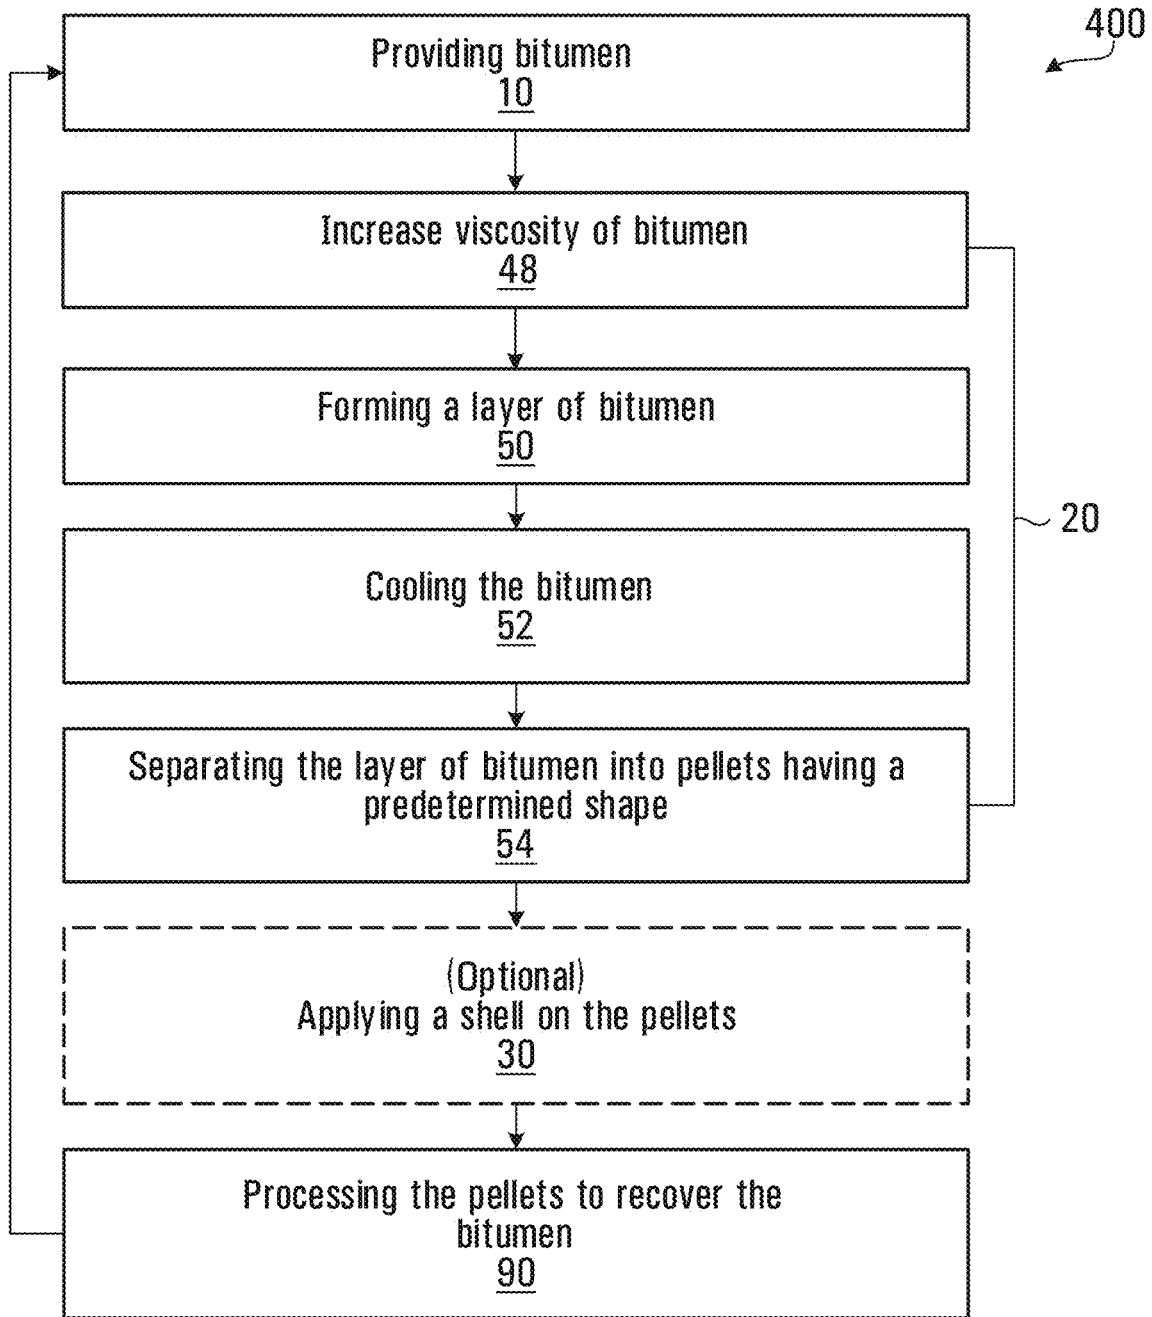 400
Providing bitumen
10
Increase viscosity of bitumen
48
Forming a layer of bitumen
50
20
Cooling the bitumen
52
Separating the layer of bitumen into pellets having a
predetermined shape
54
(Optional)
Applying a shell on the pellets
30
Processing the pellets to recover the
bitumen
90